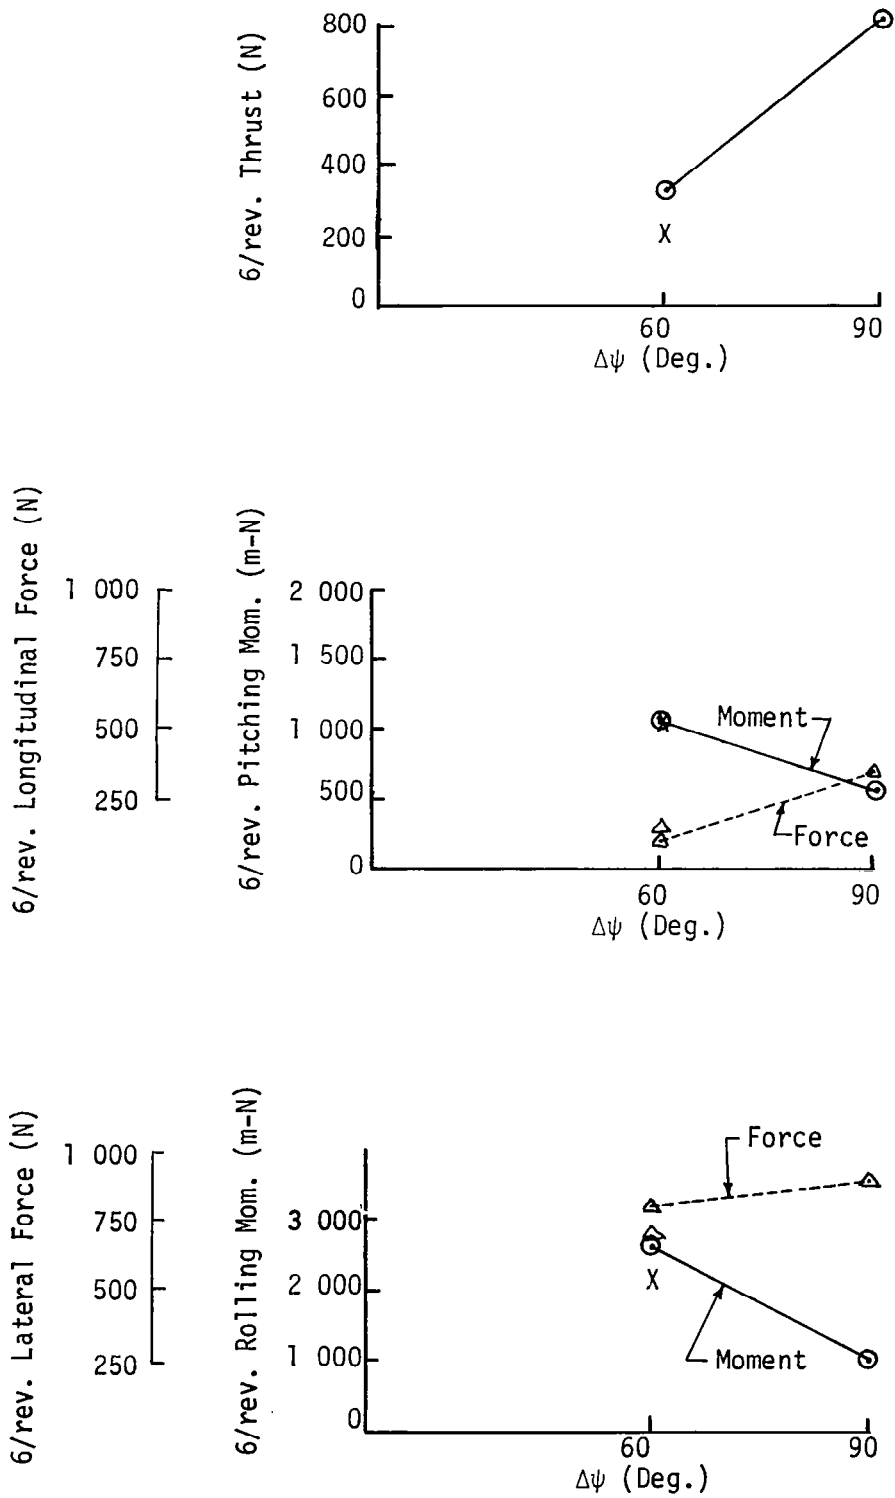 6/rev. Thrust (N)
800
600
400
200
0
60 90
Δψ (Deg.)
6/rev. Longitudinal Force (N)
1 000
750
500
250
6/rev. Pitching Mom. (m-N)
2 000
1 500
1 000
500
0
X
Moment
Force
60 90
Δψ (Deg.)
6/rev. Lateral Force (N)
1 000
750
500
250
6/rev. Rolling Mom. (m-N)
3 000
2 000
1 000
0
Force
X
Moment
60 90
Δψ (Deg.)